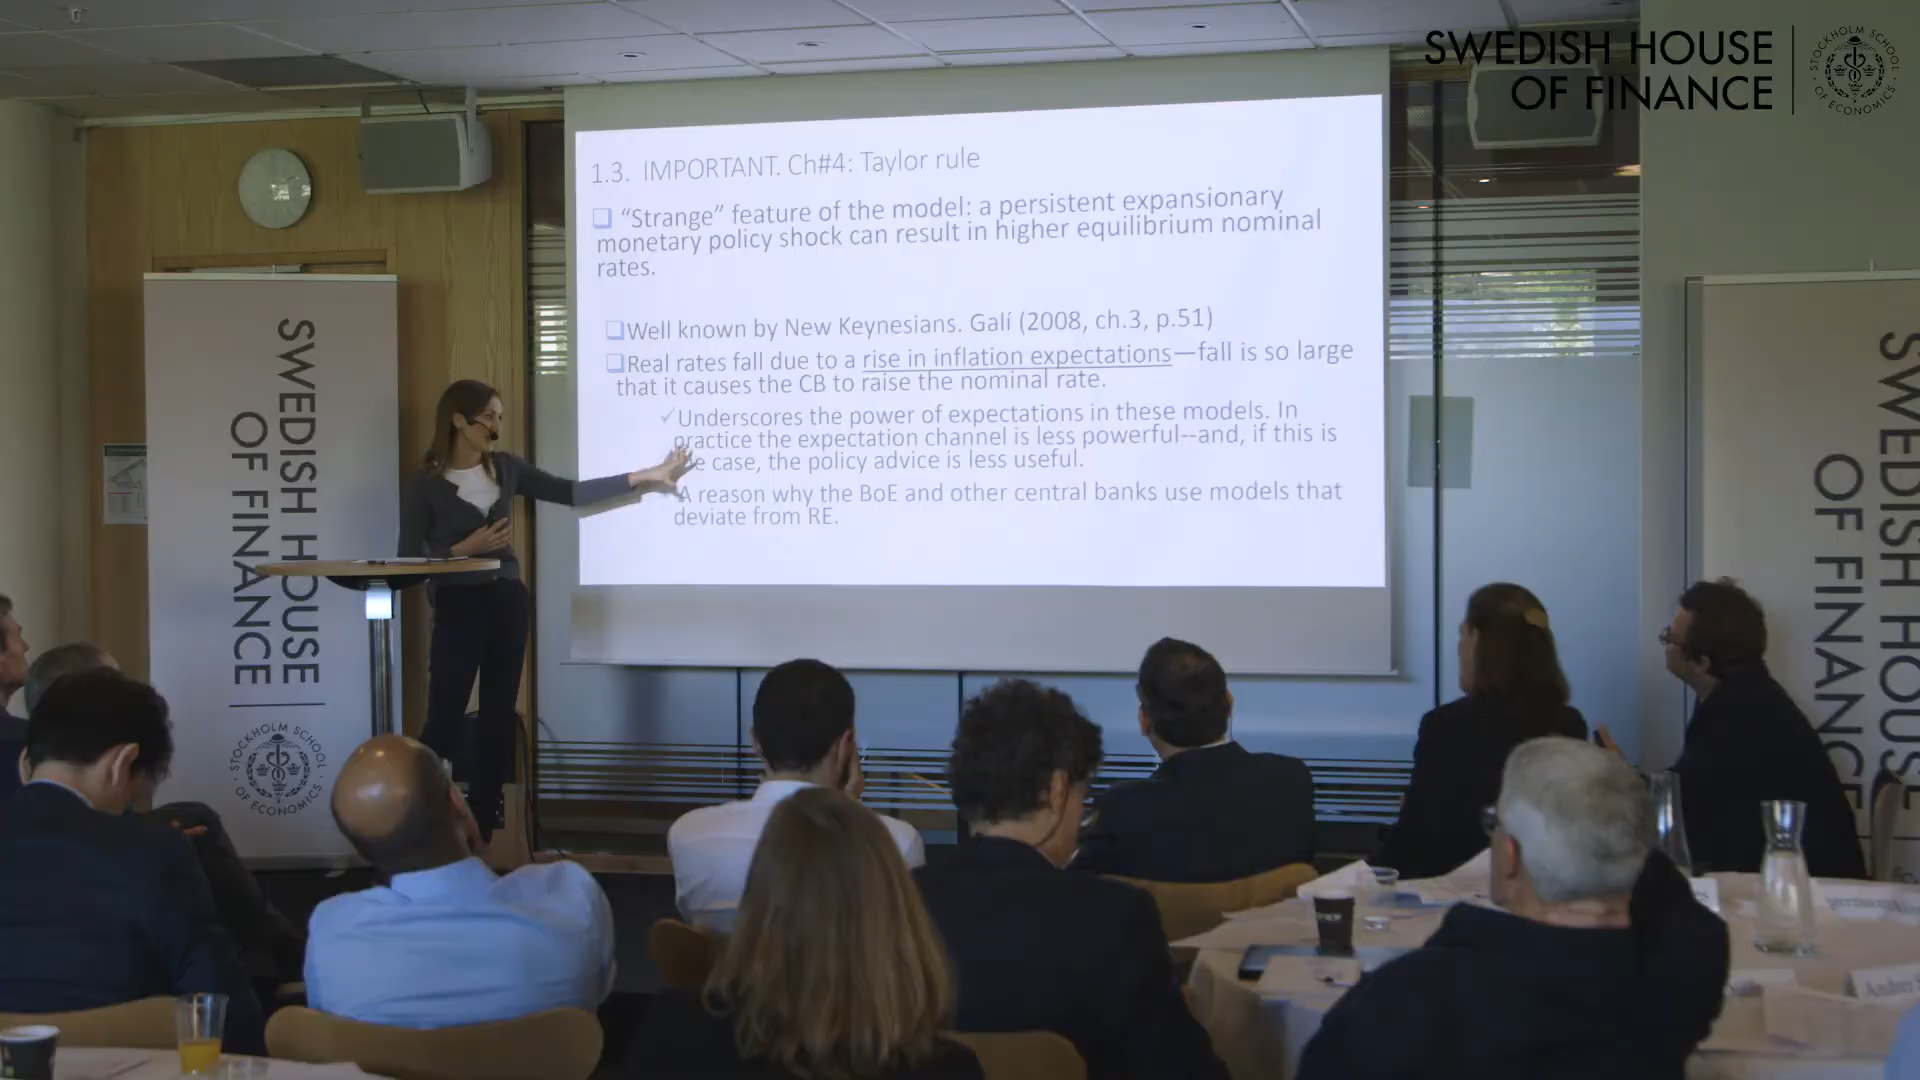 SWEDISH HOUSE
OF FINANCE
STOCKHOLM SCHOOL
OF ECONOMICS
1.3. IMPORTANT. Ch#4: Taylor rule
“Strange” feature of the model: a persistent expansionary
monetary policy shock can result in higher equilibrium nominal
rates.
Well known by New Keynesians. Galí (2008, ch.3, p.51)
Real rates fall due to a rise in inflation expectations—fall is so large
that it causes the CB to raise the nominal rate.
✓Underscores the power of expectations in these models. In
practice the expectation channel is less powerful--and, if this is
case, the policy advice is less useful.
A reason why the BoE and other central banks use models that
deviate from RE.
SWEDISH HOUSE
OF FINANCE
STOCKHOLM SCHOOL
OF ECONOMICS
SWEDISH HOUSE
OF FINANCE